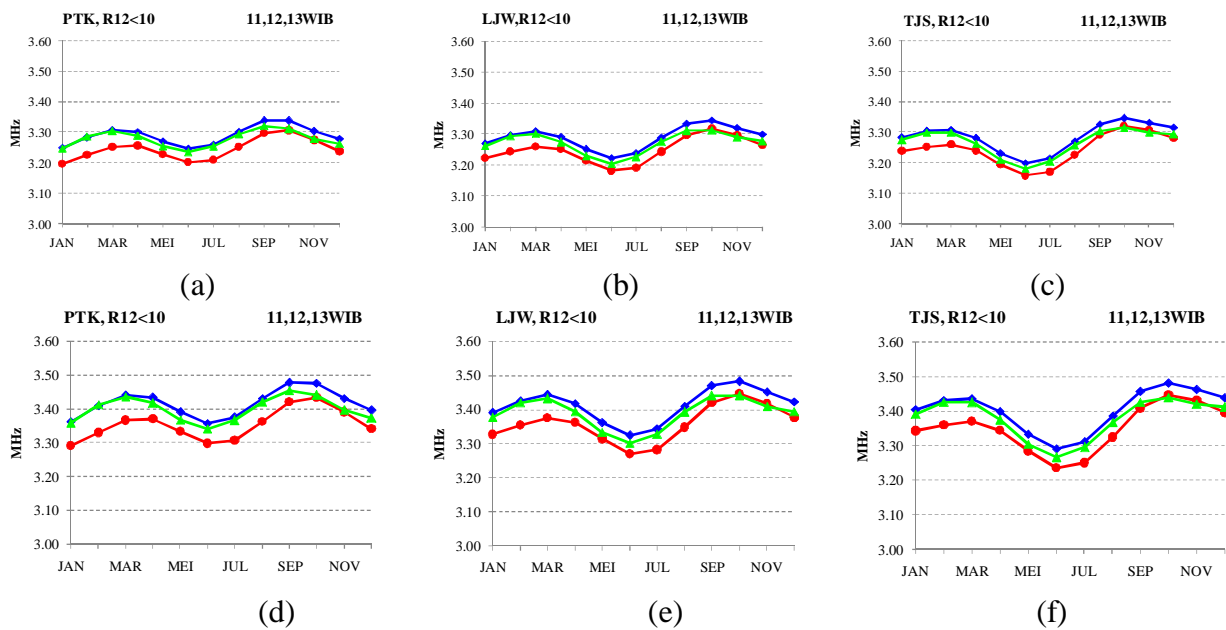 PTK, R12<10 11,12,13WIB
3.60
3.50
3.40
3.30
3.20
3.10
3.00
MHz
JAN MAR MEI JUL SEP NOV
(a)
LJW,R12<10 11,12,13WIB
3.60
3.50
3.40
3.30
3.20
3.10
3.00
MHz
JAN MAR MEI JUL SEP NOV
(b)
TJS, R12<10 11,12,13WIB
3.60
3.50
3.40
3.30
3.20
3.10
3.00
MHz
JAN MAR MEI JUL SEP NOV
(c)
PTK, R12<10 11,12,13WIB
3.60
3.50
3.40
3.30
3.20
3.10
3.00
MHz
JAN MAR MEI JUL SEP NOV
(d)
LJW, R12<10 11,12,13WIB
3.60
3.50
3.40
3.30
3.20
3.10
3.00
MHz
JAN MAR MEI JUL SEP NOV
(e)
TJS, R12<10 11,12,13WIB
3.60
3.50
3.40
3.30
3.20
3.10
3.00
MHz
JAN MAR MEI JUL SEP NOV
(f)